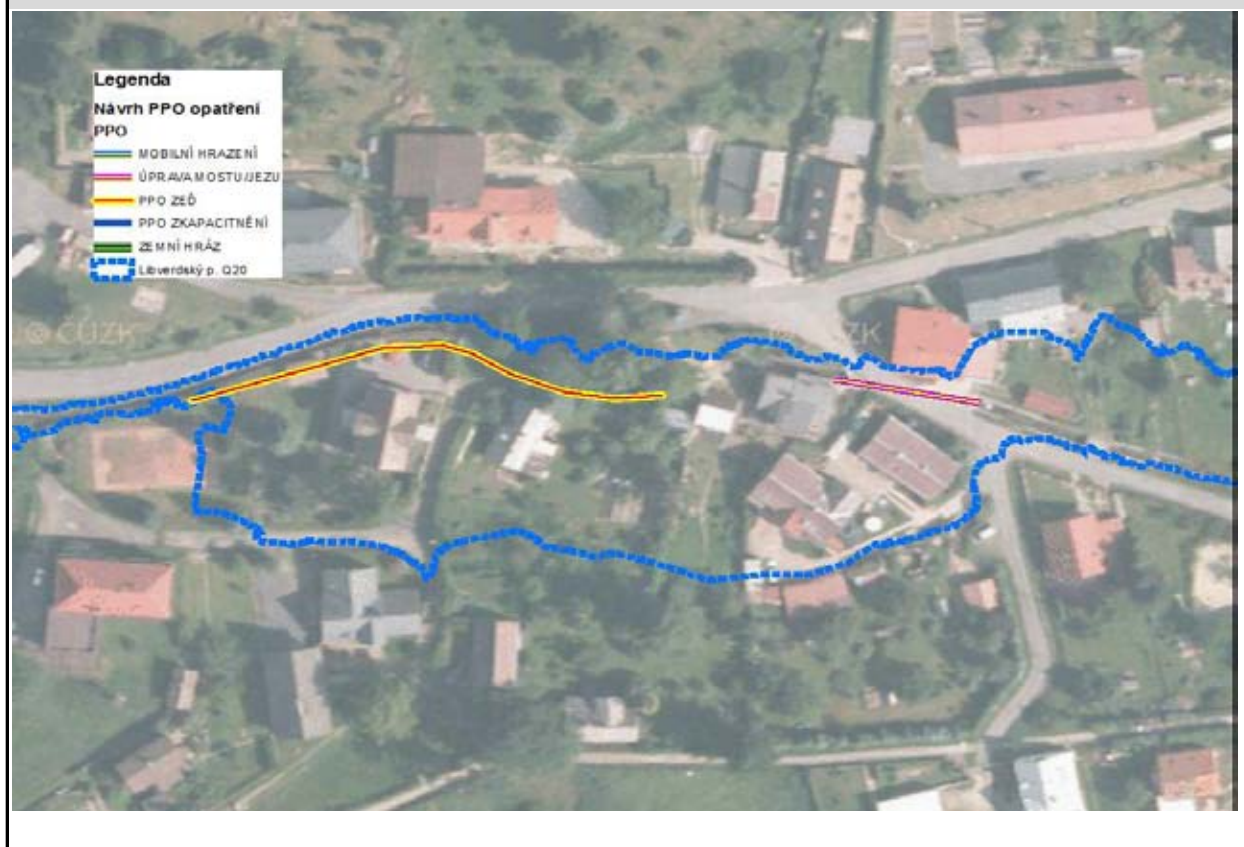 Legenda
Návrh PPO opatření
PPO
MOBILNÍ HRAZENÍ
ÚPRAVA MOSTU/JEZU
PPO ZEĎ
PPO ZKAPACITNĚNÍ
ZEMNÍ HRÁZ
Libverdský p. Q20
@ ČÚZK
@ ČÚZK